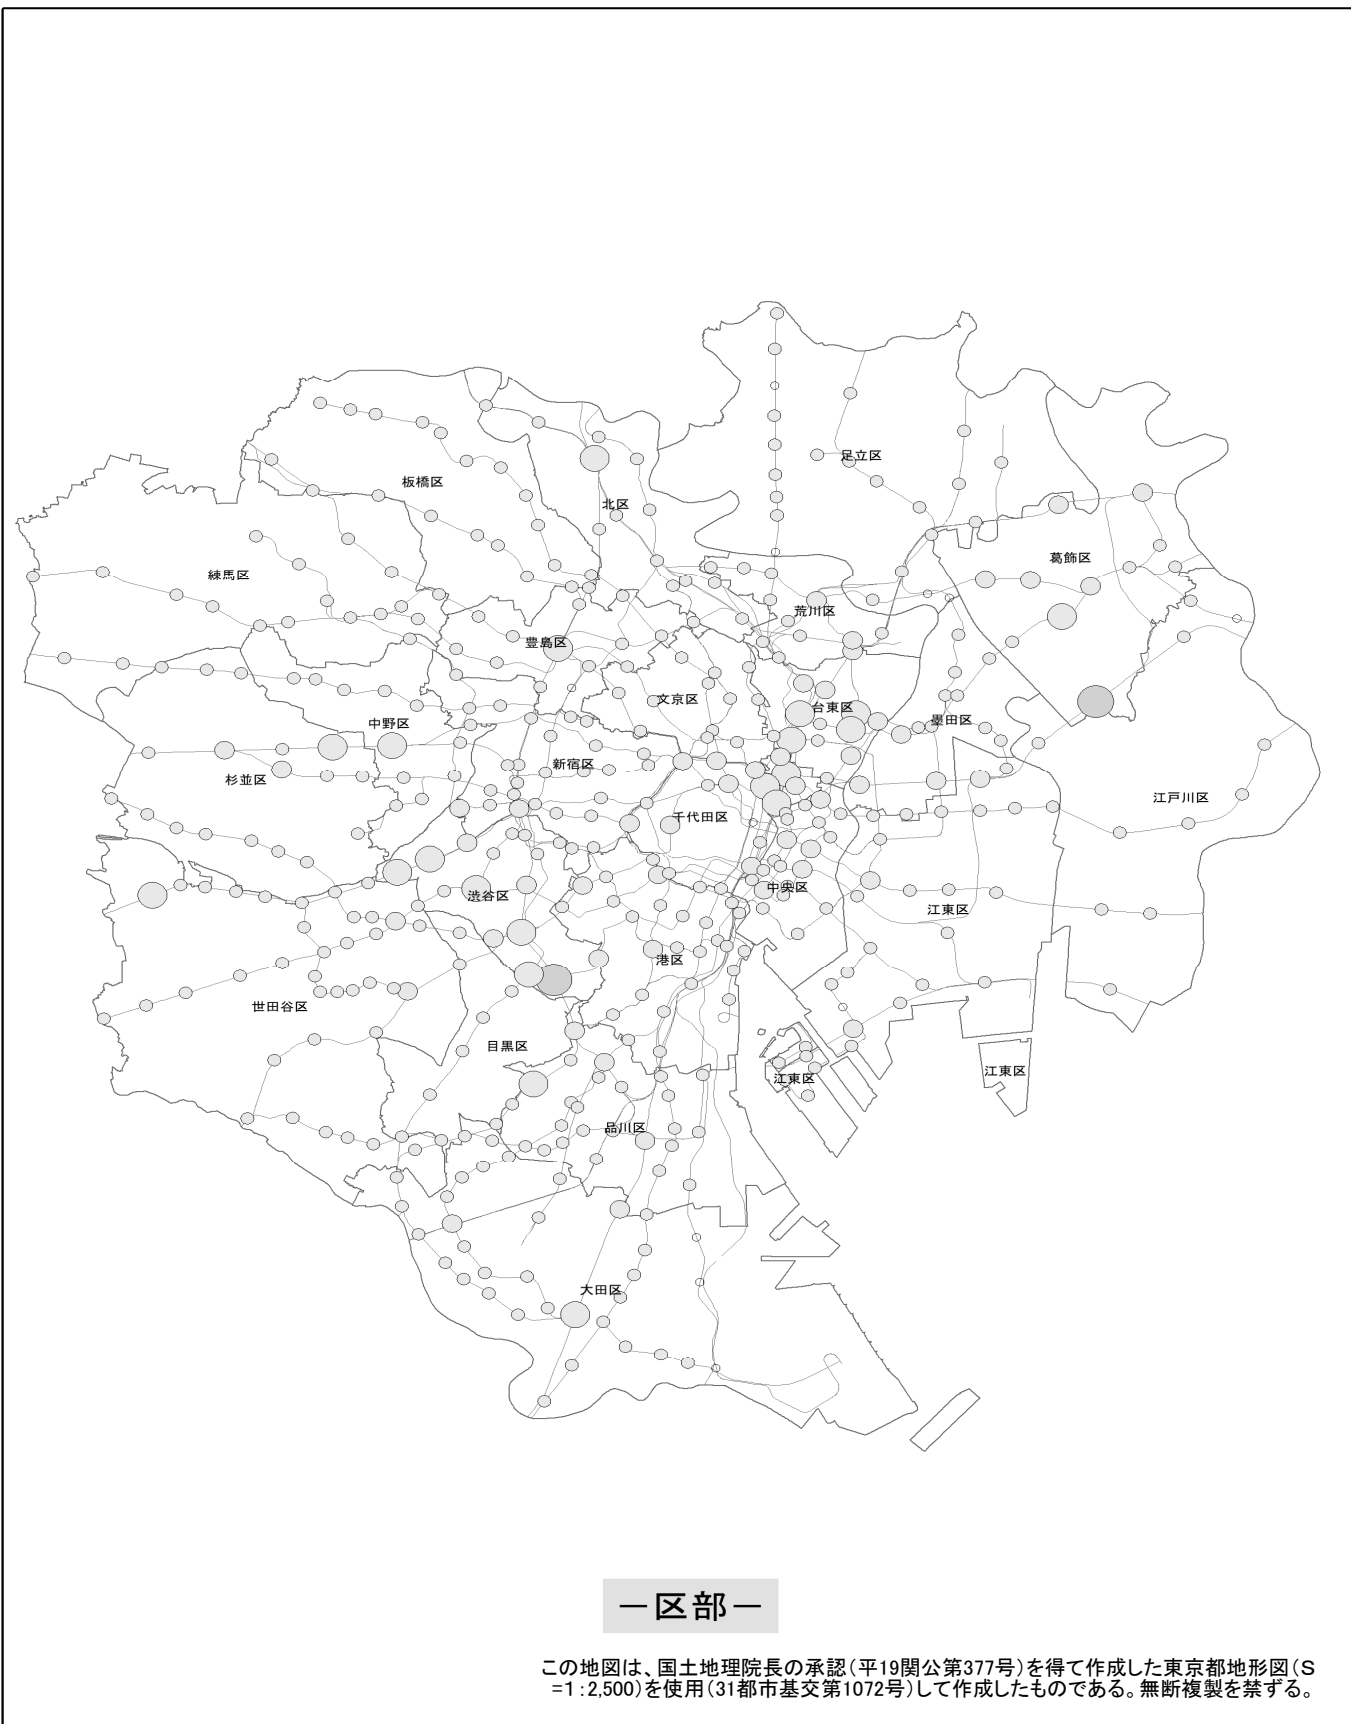 足立区
板橋区
北区
葛飾区
練馬区
荒川区
豊島区
文京区
台東区
墨田区
中野区
新宿区
杉並区
江戸川区
千代田区
中央区
渋谷区
江東区
港区
世田谷区
目黒区
江東区
江東区
品川区
大田区
－区部－
この地図は、国土地理院長の承認（平19関公第377号）を得て作成した東京都地形図（S
=1：2,500）を使用（31都市基交第1072号）して作成したものである。無断複製を禁ずる。